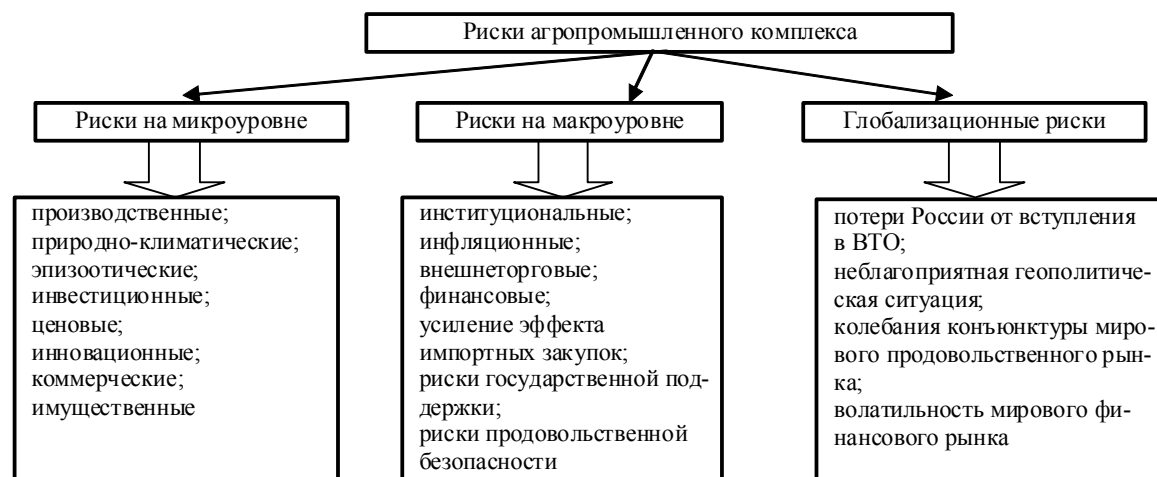 Риски агропромышленного комплекса
Риски на микроуровне
Риски на макроуровне
Глобализационные риски
производственные;
природно-климатические;
эпизоотические;
инвестиционные;
ценовые;
инновационные;
коммерческие;
имущественные
институциональные;
инфляционные;
внешнеторговые;
финансовые;
усиление эффекта
импортных закупок;
риски государственной под-
держки;
риски продовольственной
безопасности
потери России от вступления
в ВТО;
неблагоприятная геополитиче-
ская ситуация;
колебания конъюнктуры миро-
вого продовольственного рын-
ка;
волатильность мирового фи-
нансового рынка